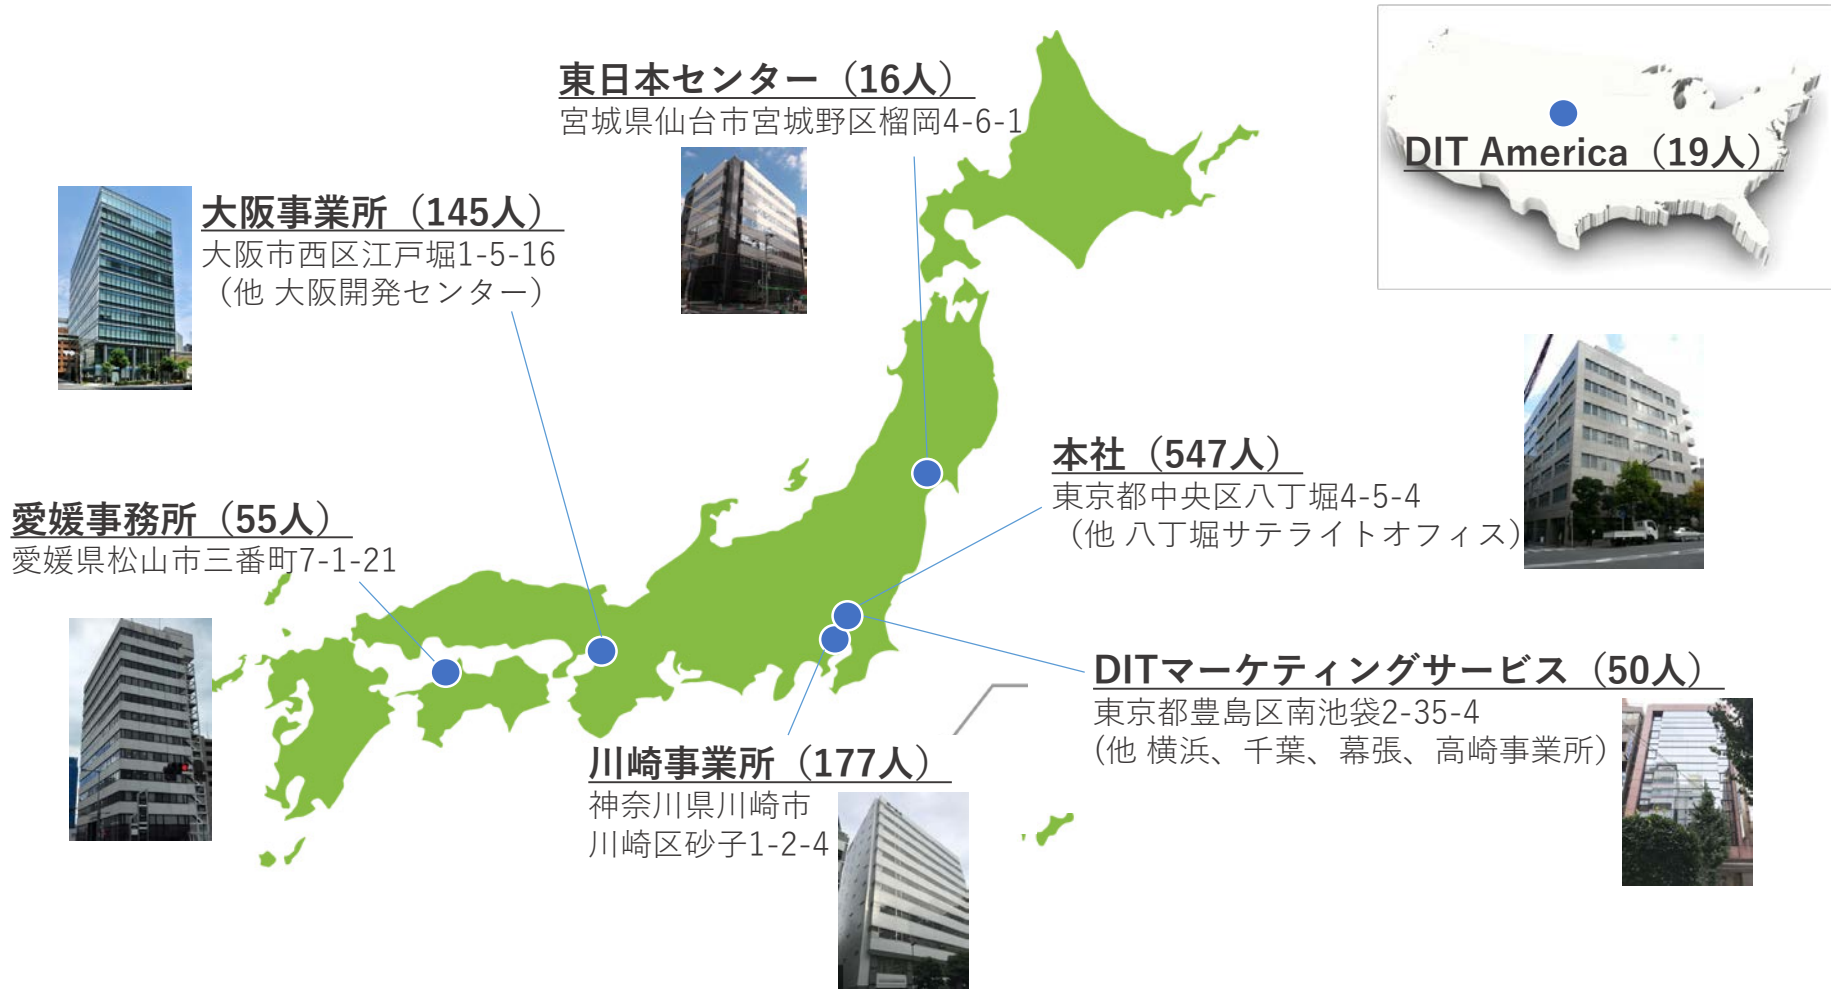 東日本センター（16人）
宮城県仙台市宮城野区榴岡4-6-1
DIT America（19人）
大阪事業所（145人）
大阪市西区江戸堀1-5-16
（他 大阪開発センター）
本社（547人）
東京都中央区八丁堀4-5-4
（他 八丁堀サテライトオフィス）
愛媛事務所（55人）
愛媛県松山市三番町7-1-21
DITマーケティングサービス（50人）
東京都豊島区南池袋2-35-4
(他 横浜、千葉、幕張、高崎事業所)
川崎事業所（177人）
神奈川県川崎市
川崎区砂子1-2-4